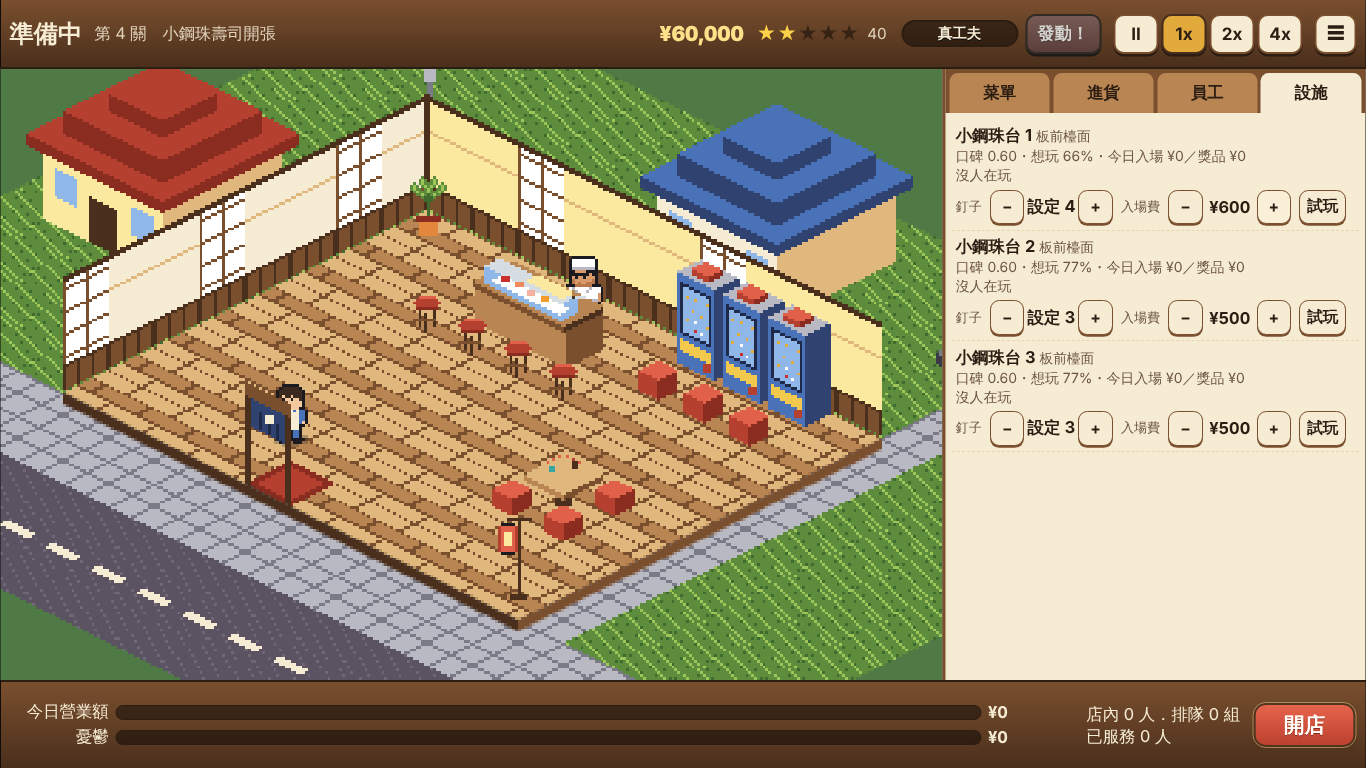 準備中 第 4 關 小鋼珠壽司開張 ¥60,000 ★★★★★ 40 真工夫 發動！ II 1x 2x 4x ☰
菜單 進貨 員工 設施
小鋼珠台 1 板前檯面
口碑 0.60・想玩 66%・今日入場 ¥0／獎品 ¥0
沒人在玩
釘子 − 設定 4 + 入場費 − ¥600 + 試玩
小鋼珠台 2 板前檯面
口碑 0.60・想玩 77%・今日入場 ¥0／獎品 ¥0
沒人在玩
釘子 − 設定 3 + 入場費 − ¥500 + 試玩
小鋼珠台 3 板前檯面
口碑 0.60・想玩 77%・今日入場 ¥0／獎品 ¥0
沒人在玩
釘子 − 設定 3 + 入場費 − ¥500 + 試玩
今日營業額 ¥0
憂鬱 ¥0
店內 0 人．排隊 0 組
已服務 0 人
開店